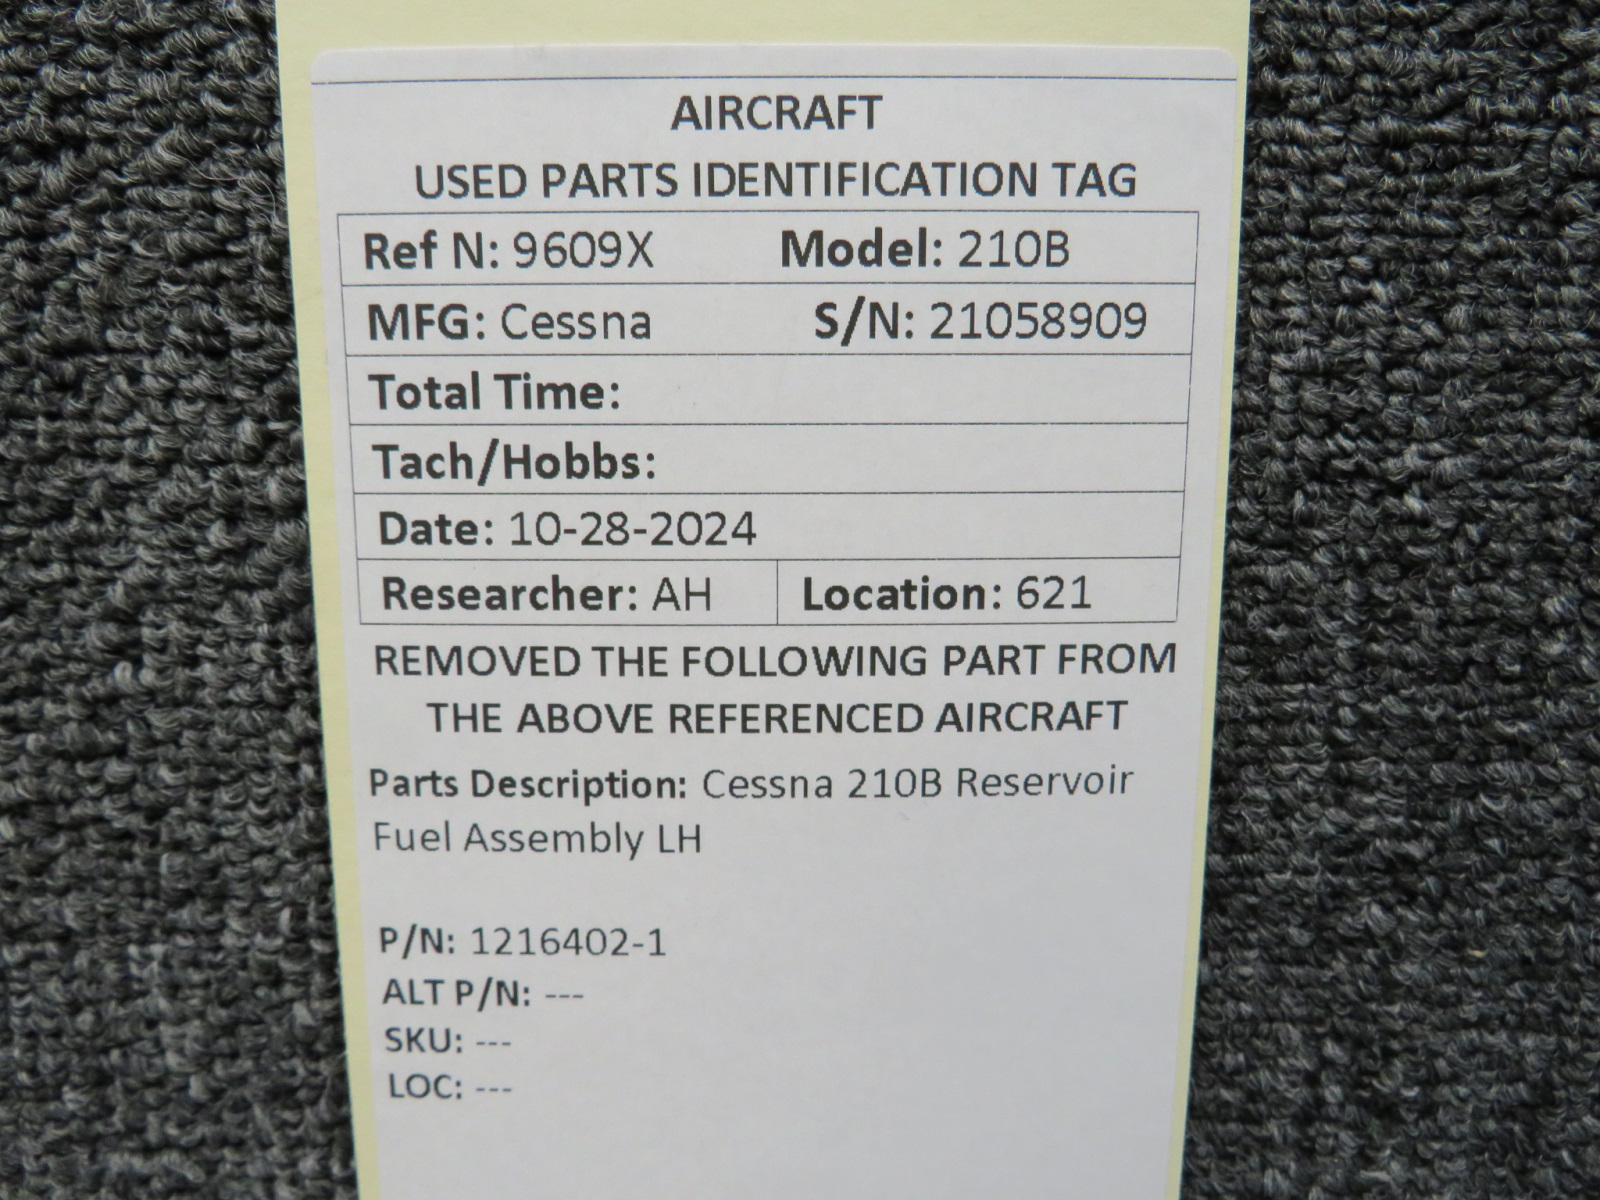 AIRCRAFT
USED PARTS IDENTIFICATION TAG
Ref N: 9609X Model: 210B
MFG: Cessna S/N: 21058909
Total Time:
Tach/Hobbs:
Date: 10-28-2024
Researcher: AH Location: 621
REMOVED THE FOLLOWING PART FROM
THE ABOVE REFERENCED AIRCRAFT
Parts Description: Cessna 210B Reservoir
Fuel Assembly LH
P/N: 1216402-1
ALT P/N: ---
SKU: ---
LOC: ---